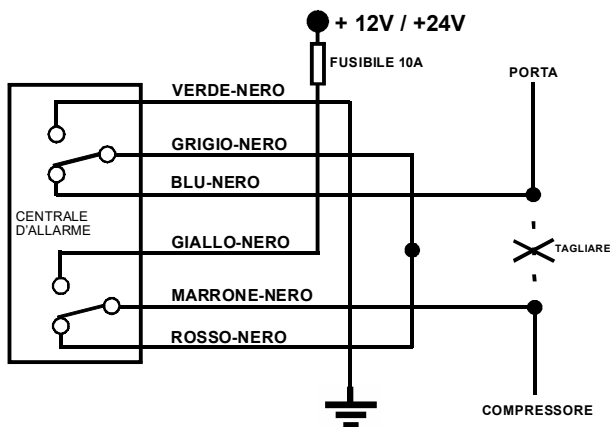 + 12V / +24V
FUSIBILE 10A
PORTA
VERDE-NERO
GRIGIO-NERO
BLU-NERO
CENTRALE
D'ALLARME
GIALLO-NERO
TAGLIARE
MARRONE-NERO
ROSSO-NERO
COMPRESSORE